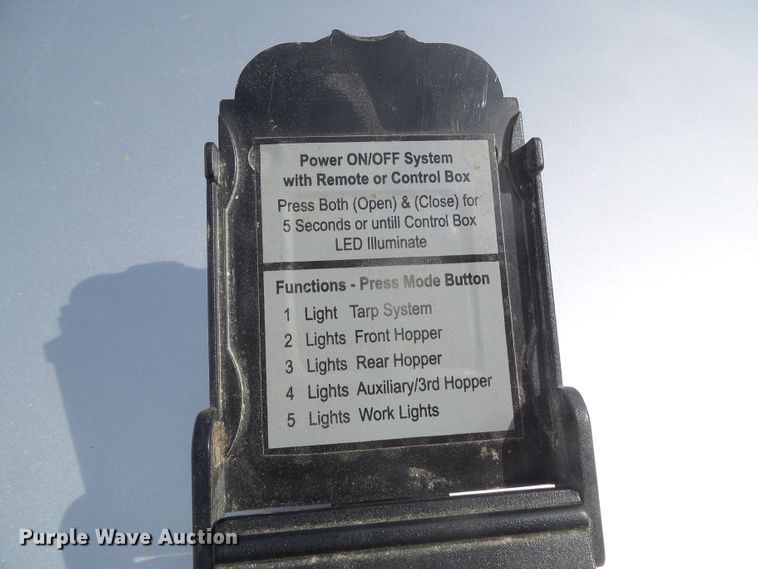 Power ON/OFF System
with Remote or Control Box
Press Both (Open) & (Close) for
5 Seconds or untill Control Box
LED Illuminate
Functions - Press Mode Button
1 Light Tarp System
2 Lights Front Hopper
3 Lights Rear Hopper
4 Lights Auxiliary/3rd Hopper
5 Lights Work Lights
Purple Wave Auction®